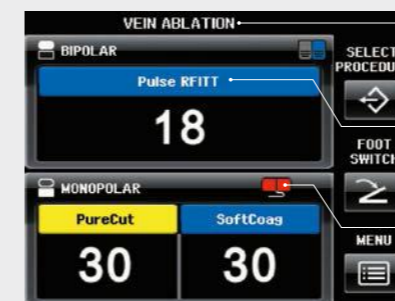 VEIN ABLATION
BIPOLAR
SELECT
PROCEDU
Pulse RFITT
18
FOOT
SWITCH
MONOPOLAR
PureCut
SoftCoag
30
30
MENU